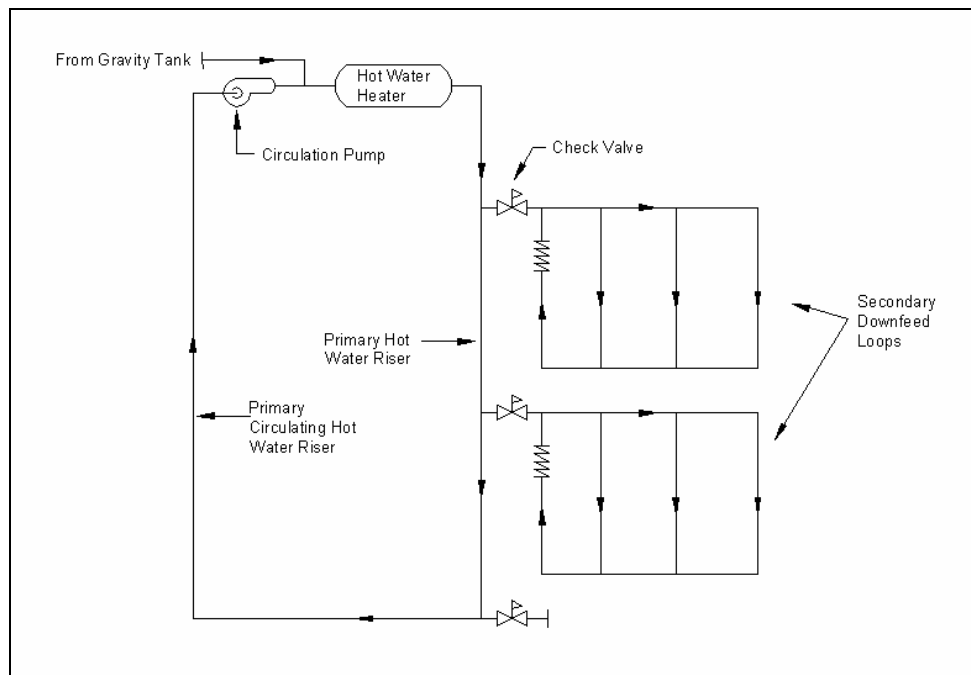 From Gravity Tank
Hot Water
Heater
Circulation Pump
Check Valve
Secondary
Downfeed
Loops
Primary Hot
Water Riser
Primary
Circulating Hot
Water Riser